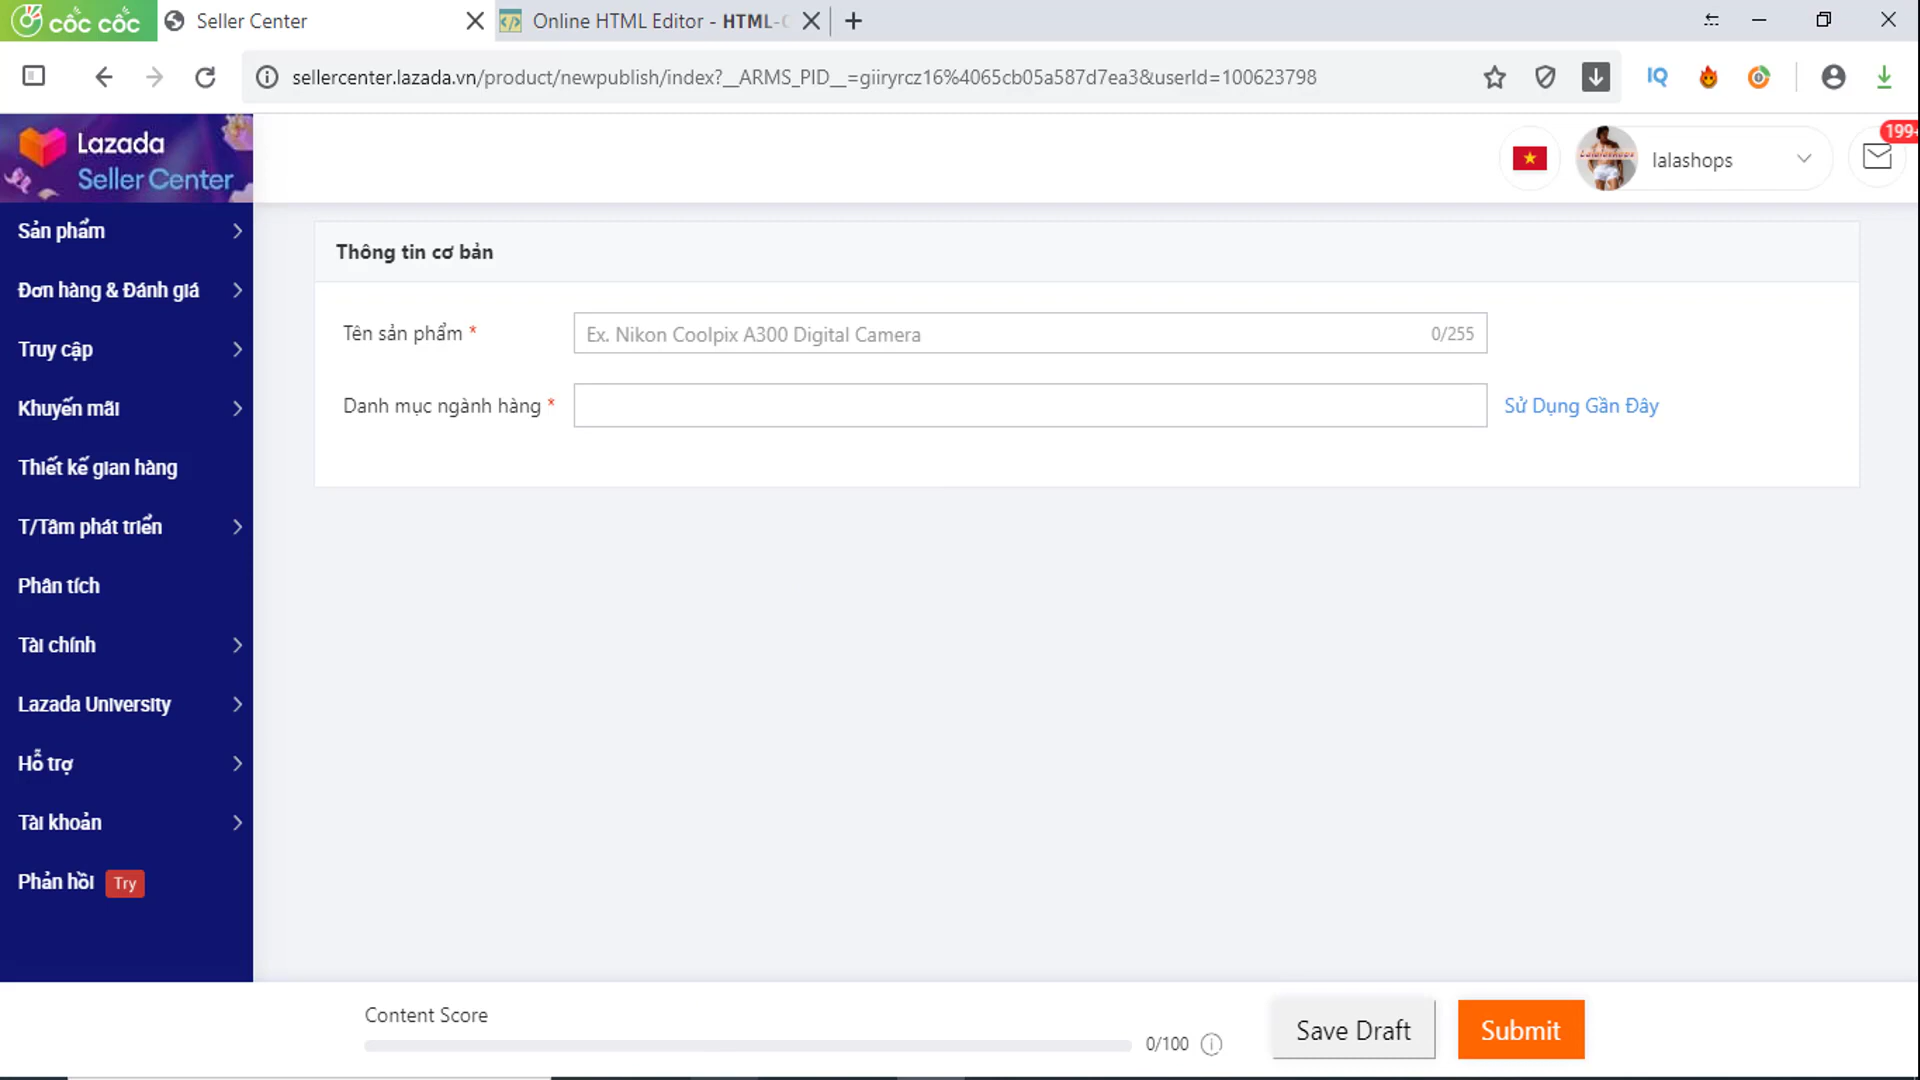 cốc cốc
Seller Center
Online HTML Editor - HTML-C
sellercenter.lazada.vn/product/newpublish/index?__ARMS_PID__=giiryrcz16%4065cb05a587d7ea3&userId=100623798
IQ
Lazada
Seller Center
lalashops
199+
Sản phẩm
Đơn hàng & Đánh giá
Truy cập
Khuyến mãi
Thiết kế gian hàng
T/Tâm phát triển
Phân tích
Tài chính
Lazada University
Hỗ trợ
Tài khoản
Phản hồi Try
Thông tin cơ bản
Tên sản phẩm *
Ex. Nikon Coolpix A300 Digital Camera 0/255
Danh mục ngành hàng *
Sử Dụng Gần Đây
Content Score
0/100
Save Draft
Submit